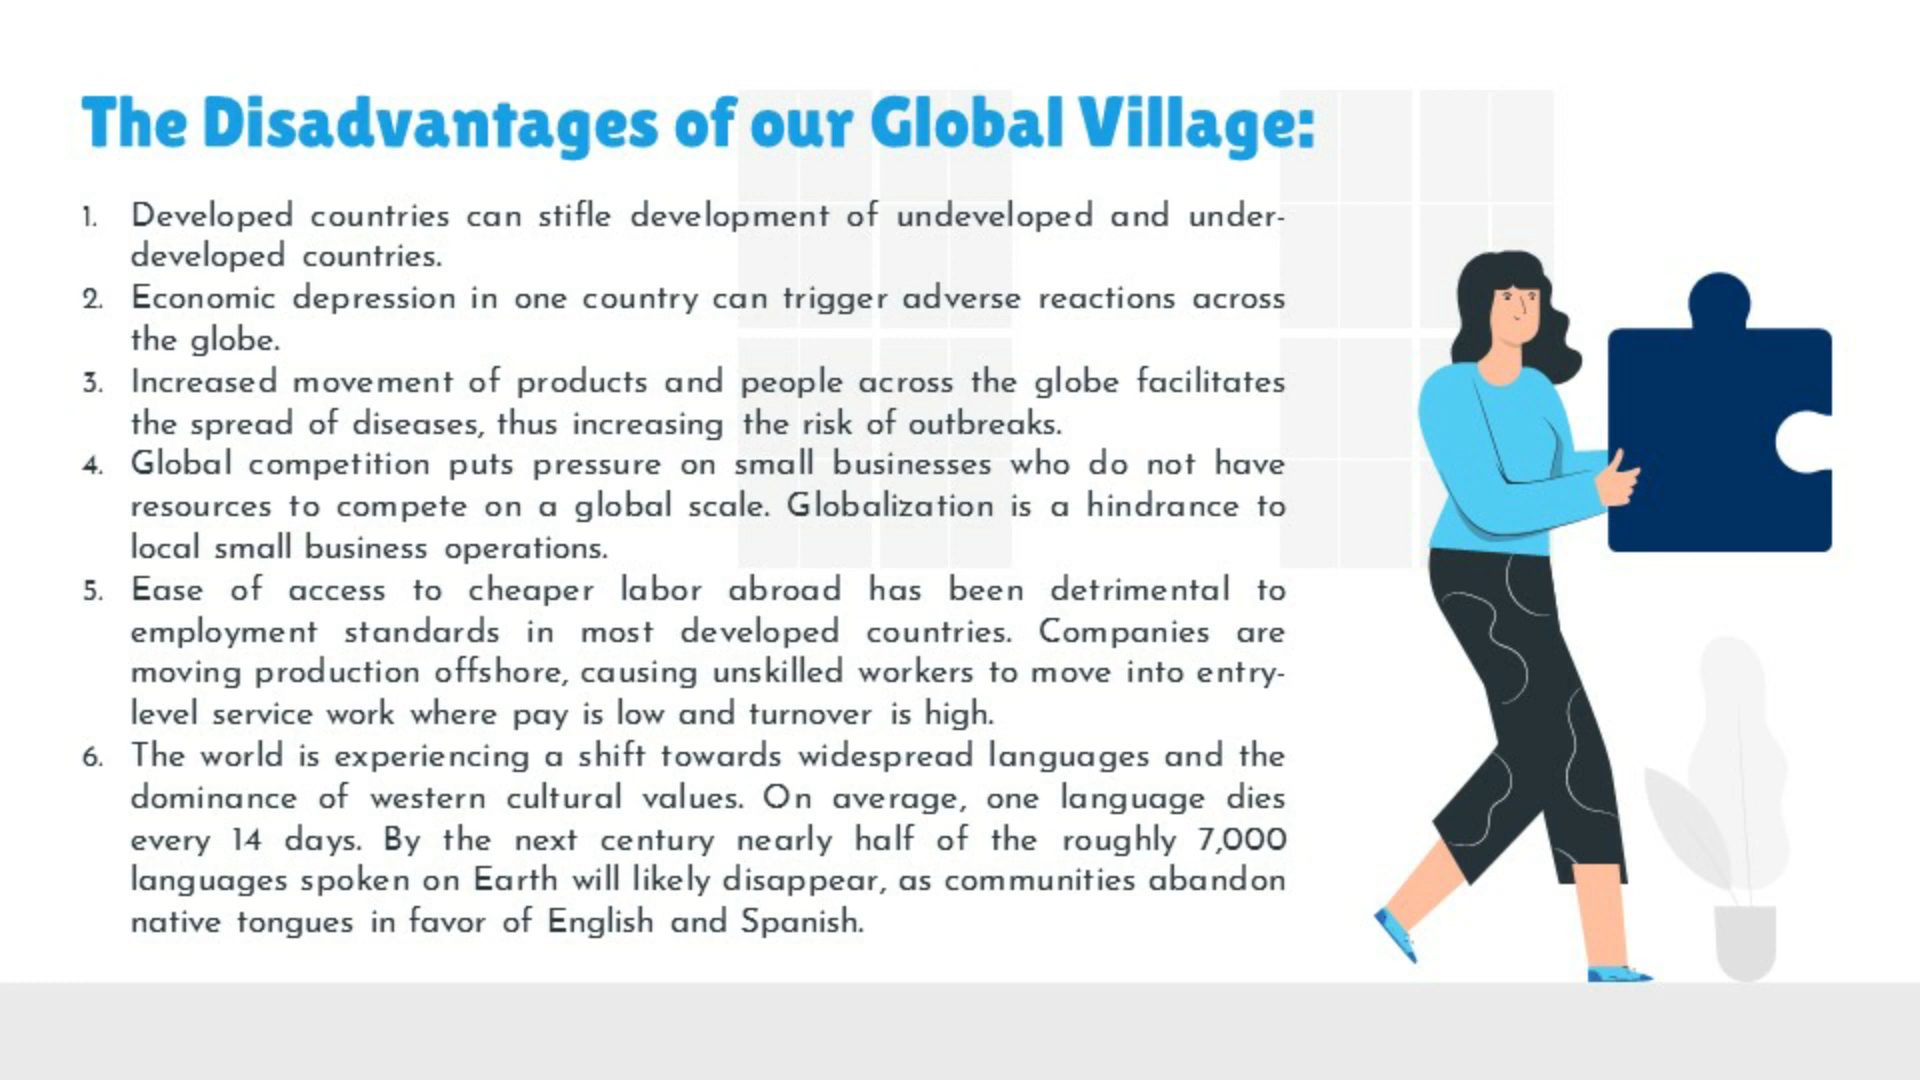 The Disadvantages of our Global Village:
1. Developed countries can stifle development of undeveloped and under-
developed countries.
2. Economic depression in one country can trigger adverse reactions across
the globe.
3. Increased movement of products and people across the globe facilitates
the spread of diseases, thus increasing the risk of outbreaks.
4. Global competition puts pressure on small businesses who do not have
resources to compete on a global scale. Globalization is a hindrance to
local small business operations.
5. Ease of access to cheaper labor abroad has been detrimental to
employment standards in most developed countries. Companies are
moving production offshore, causing unskilled workers to move into entry-
level service work where pay is low and turnover is high.
6. The world is experiencing a shift towards widespread languages and the
dominance of western cultural values. On average, one language dies
every 14 days. By the next century nearly half of the roughly 7,000
languages spoken on Earth will likely disappear, as communities abandon
native tongues in favor of English and Spanish.